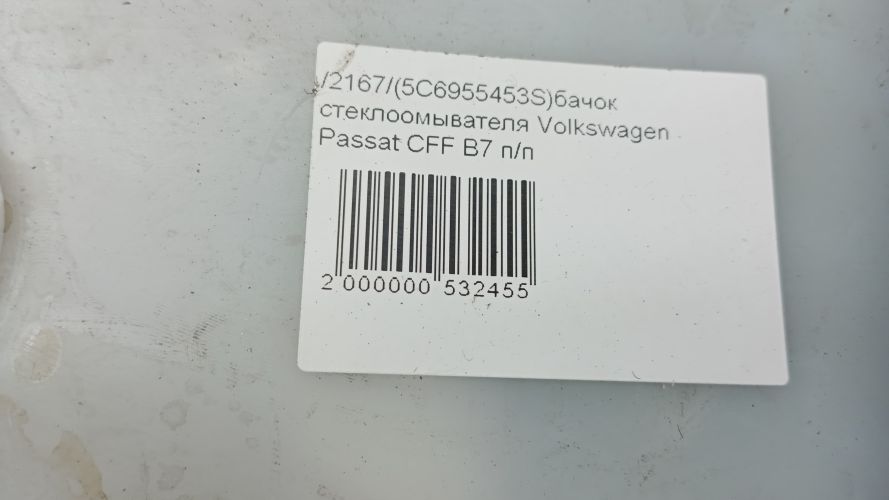 /2167/(5C6955453S)бачок
стеклоомывателя Volkswagen
Passat CFF B7 п/п
2 000000 532455